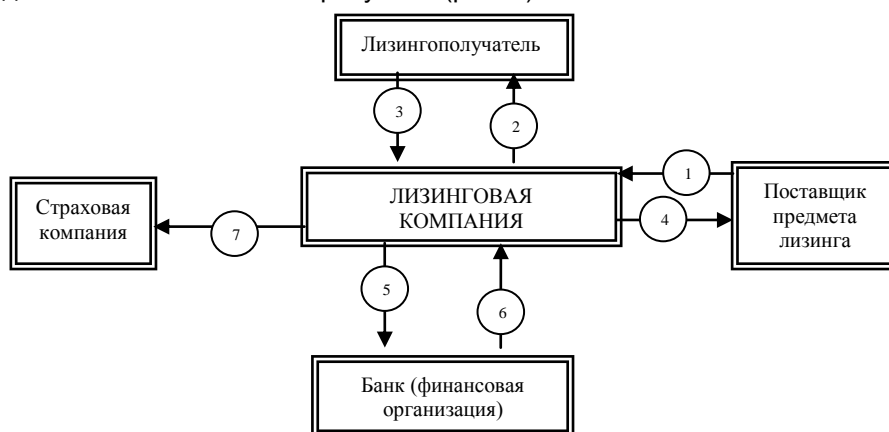 Лизингополучатель
3
2
1
ЛИЗИНГОВАЯ
КОМПАНИЯ
Поставщик
предмета
лизинга
Страховая
компания
7
4
5
6
Банк (финансовая
организация)